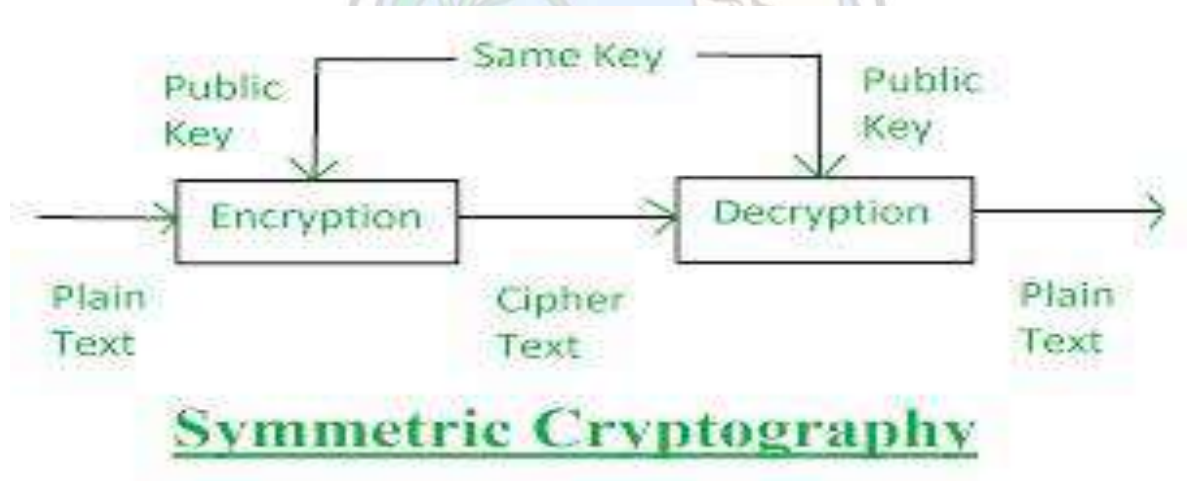 Same Key
Public
Key
Public
Key
Encryption
Decryption
Plain
Text
Cipher
Text
Plain
Text
Symmetric Cryptography